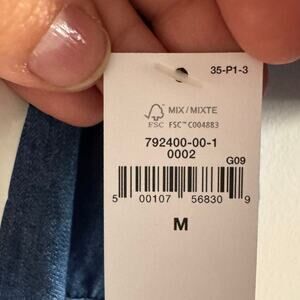 35-P1-3
MIX/MIXTE
FSC FSC™ C004883
792400-00-1
0002
G09
5 00107 56830 9
M